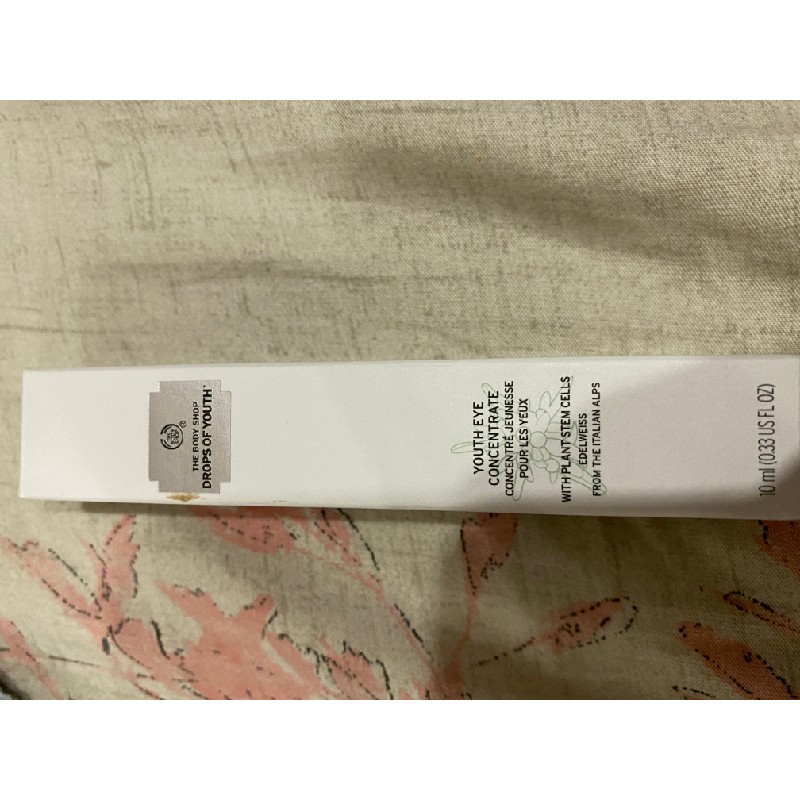 THE BODY SHOP
DROPS OF YOUTH™
YOUTH EYE
CONCENTRATE
CONCENTRÉ JEUNESSE
POUR LES YEUX
WITH PLANT STEM CELLS
EDELWEISS
FROM THE ITALIAN ALPS
10 ml (0.33 US FL OZ)